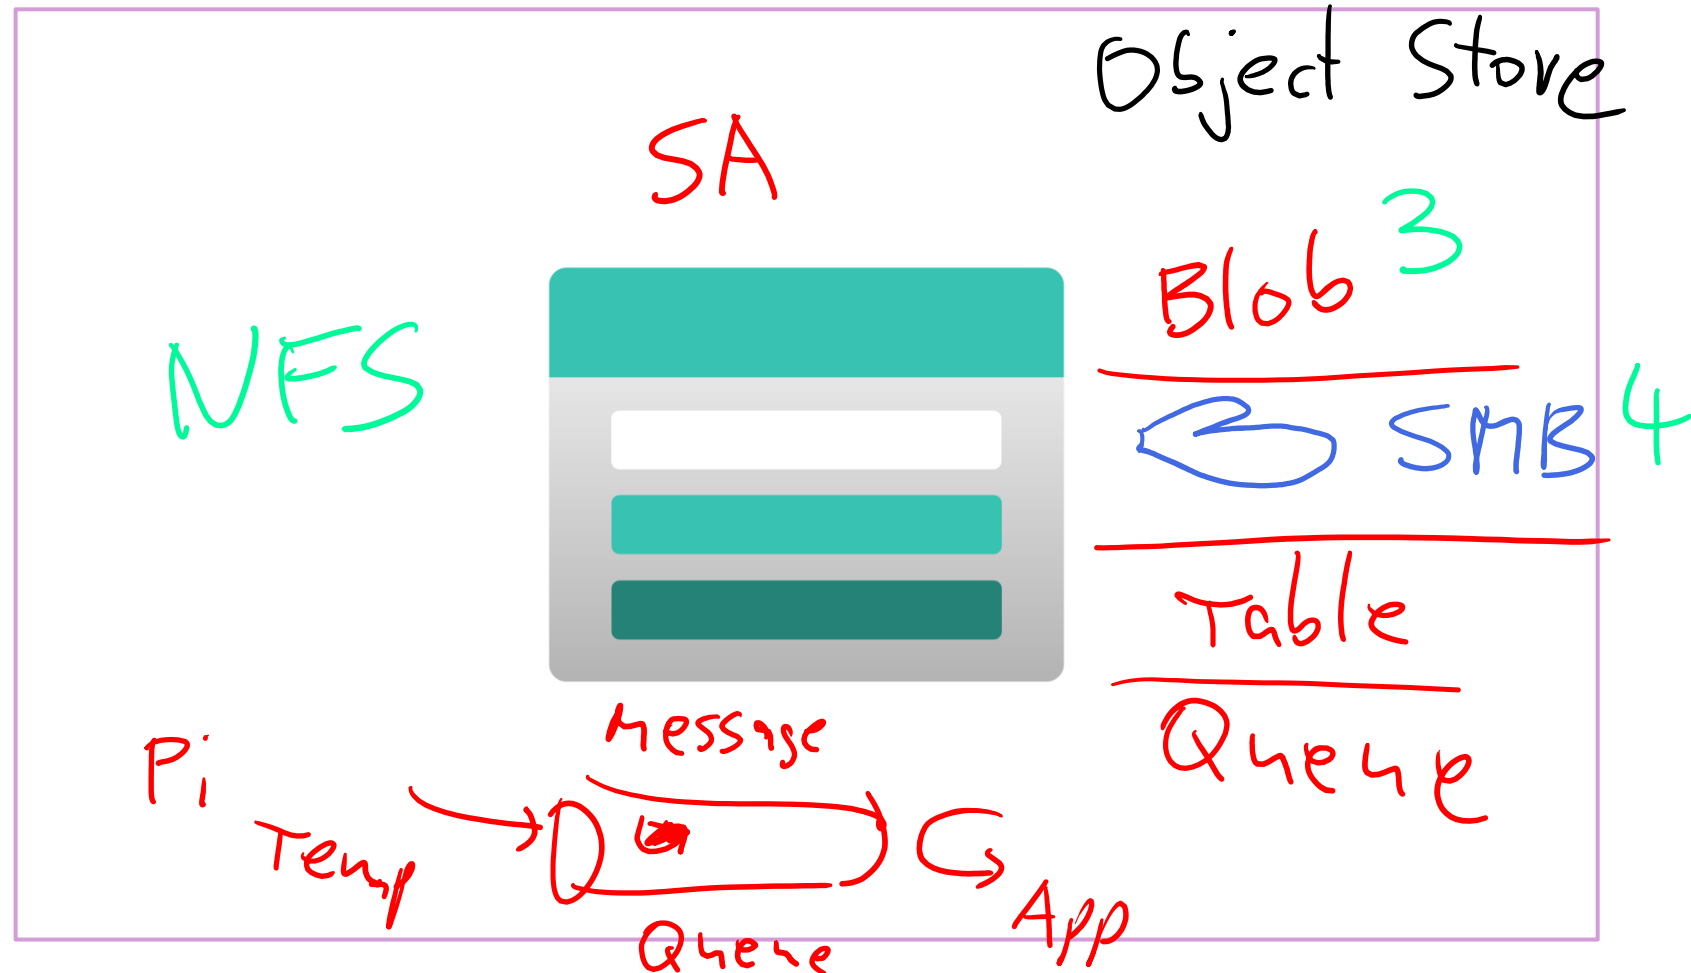 Object Store
SA
Blob 3
NFS
SMB 4
Table
Queue
Message
Pi
Temp
App
Queue